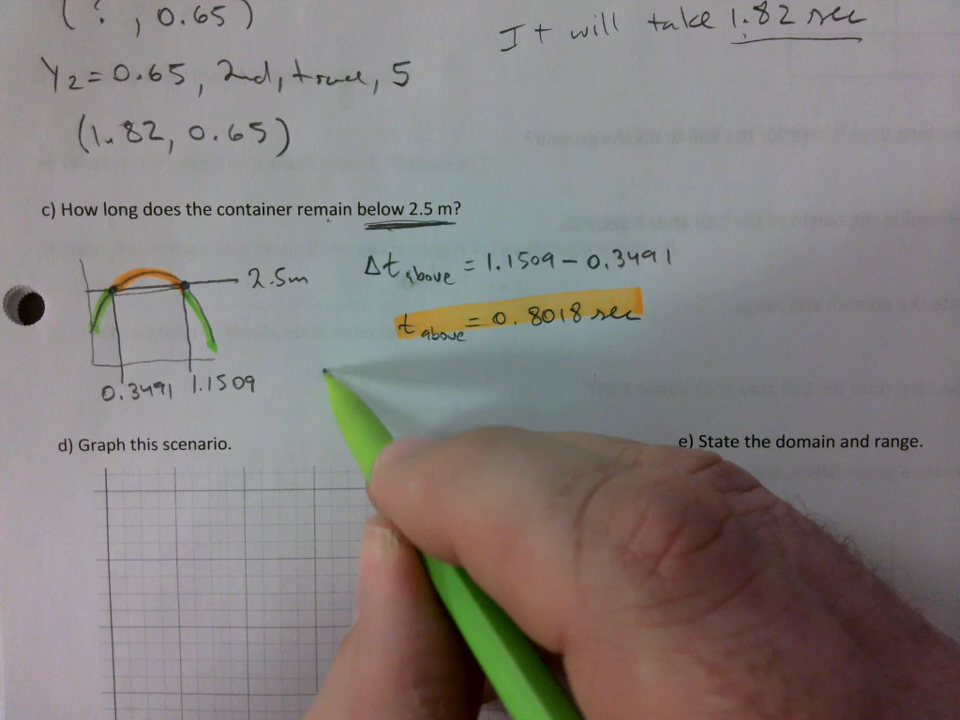 (?, 0.65)
It will take 1.82 sec
Y2 = 0.65, 2nd, trace, 5
(1.82, 0.65)
c) How long does the container remain below 2.5 m?
2.5m
Δt above = 1.1509 - 0.3491
t above = 0.8018 sec
0.3491 1.1509
d) Graph this scenario.
e) State the domain and range.